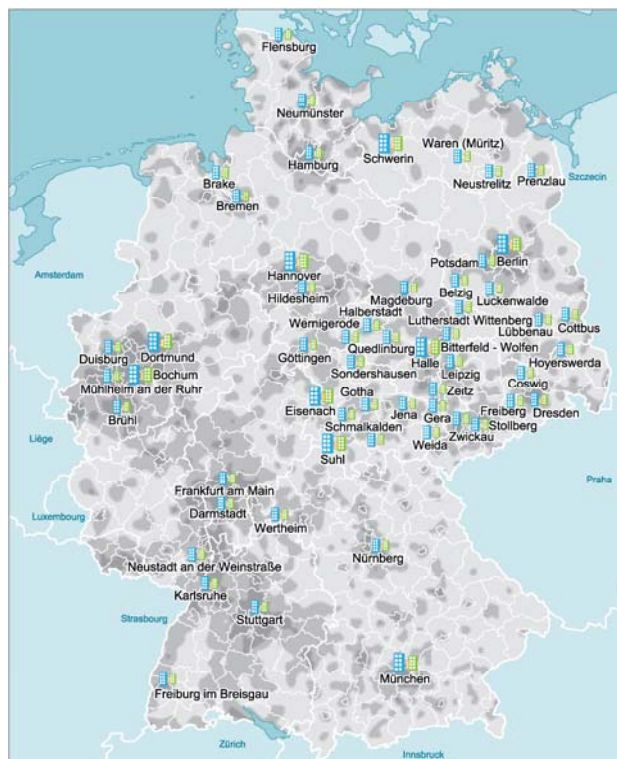 Flensburg
Neumünster
Hamburg
Schwerin
Waren (Müritz)
Neustrelitz
Prenzlau
Szczecin
Brake
Bremen
Amsterdam
Hannover
Hildesheim
Potsdam
Berlin
Magdeburg
Belzig
Luckenwalde
Halberstadt
Wernigerode
Lutherstadt Wittenberg
Lübbenau
Cottbus
Duisburg
Dortmund
Göttingen
Quedlinburg
Bitterfeld - Wolfen
Hoyerswerda
Bochum
Mühlheim an der Ruhr
Sondershausen
Halle
Leipzig
Coswig
Brühl
Eisenach
Gotha
Zeitz
Freiberg
Dresden
Schmalkalden
Jena
Gera
Stollberg
Zwickau
Weida
Liége
Suhl
Praha
Frankfurt am Main
Darmstadt
Luxembourg
Wertheim
Nürnberg
Neustadt an der Weinstraße
Karlsruhe
Strasbourg
Stuttgart
München
Freiburg im Breisgau
Zürich
Innsbruck